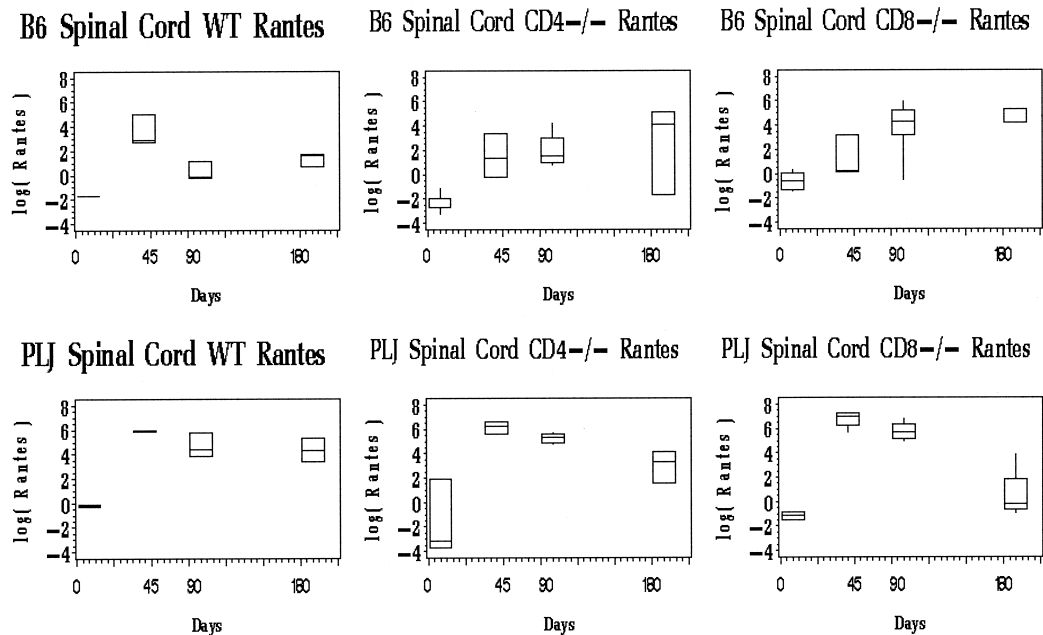 B6 Spinal Cord WT Rantes
log( Rantes )
8
6
4
2
0
−2
−4
0 45 90 180
Days
B6 Spinal Cord CD4−/− Rantes
log( Rantes )
8
6
4
2
0
−2
−4
0 45 90 180
Days
B6 Spinal Cord CD8−/− Rantes
log( Rantes )
8
6
4
2
0
−2
−4
0 45 90 180
Days
PLJ Spinal Cord WT Rantes
log( Rantes )
8
6
4
2
0
−2
−4
0 45 90 180
Days
PLJ Spinal Cord CD4−/− Rantes
log( Rantes )
8
6
4
2
0
−2
−4
0 45 90 180
Days
PLJ Spinal Cord CD8−/− Rantes
log( Rantes )
8
6
4
2
0
−2
−4
0 45 90 180
Days